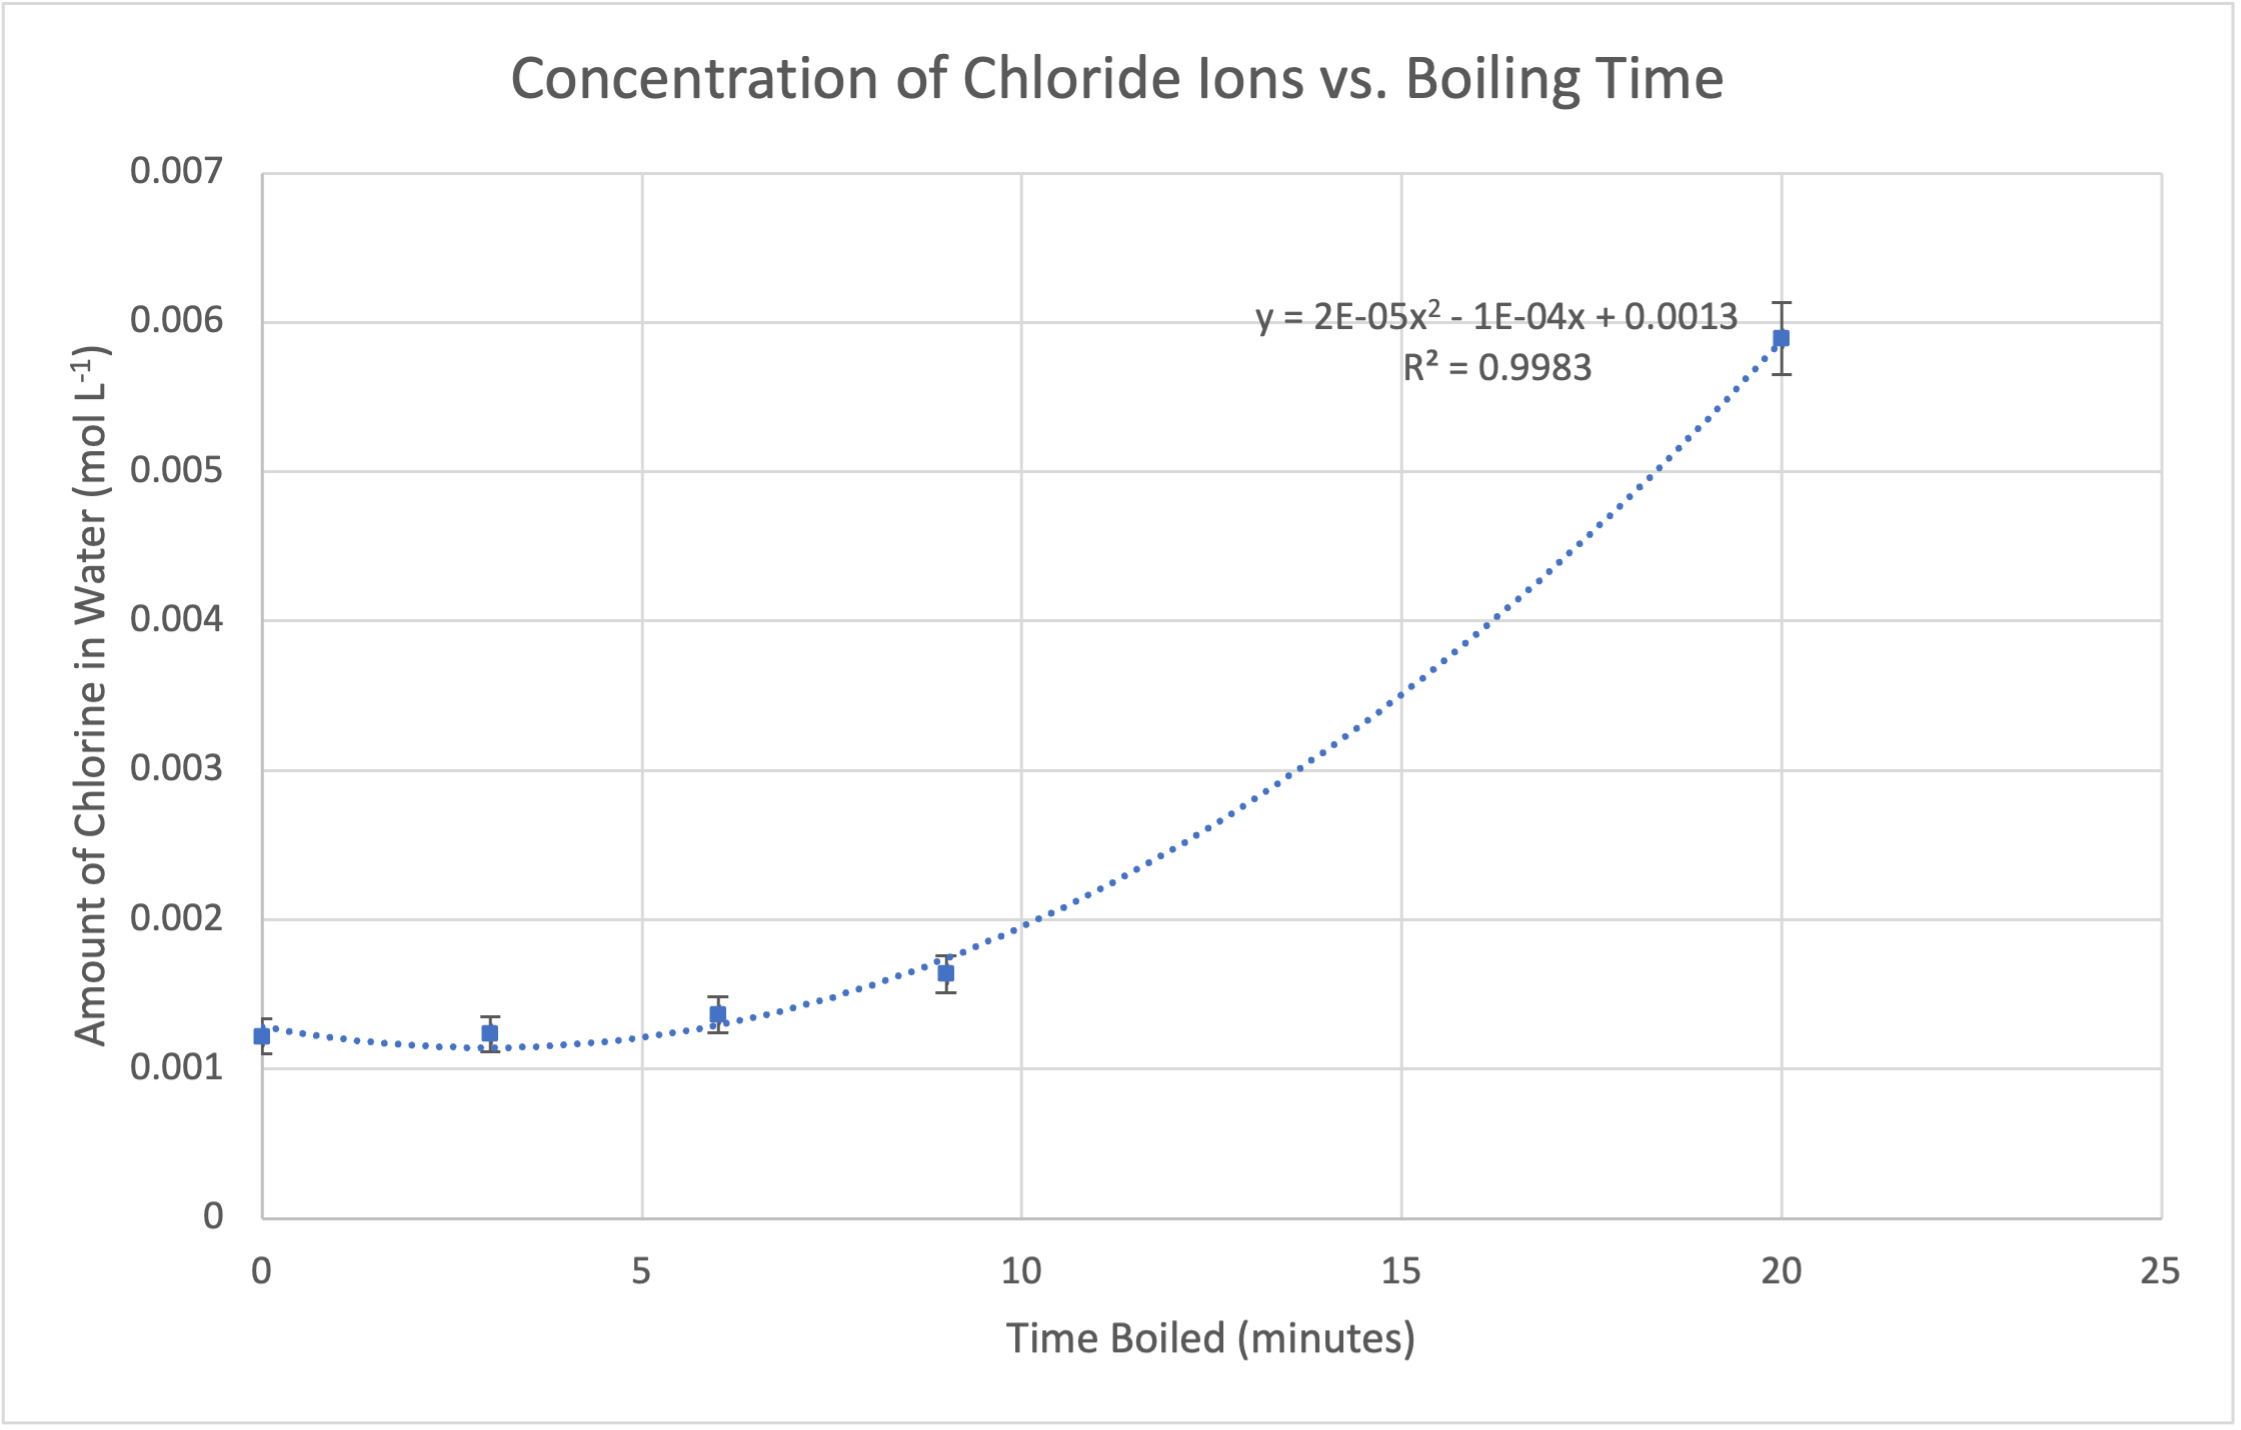 Concentration of Chloride Ions vs. Boiling Time
Amount of Chlorine in Water (mol L⁻¹)
0.007
0.006
0.005
0.004
0.003
0.002
0.001
0
y = 2E-05x² - 1E-04x + 0.0013
R² = 0.9983
0 5 10 15 20 25
Time Boiled (minutes)